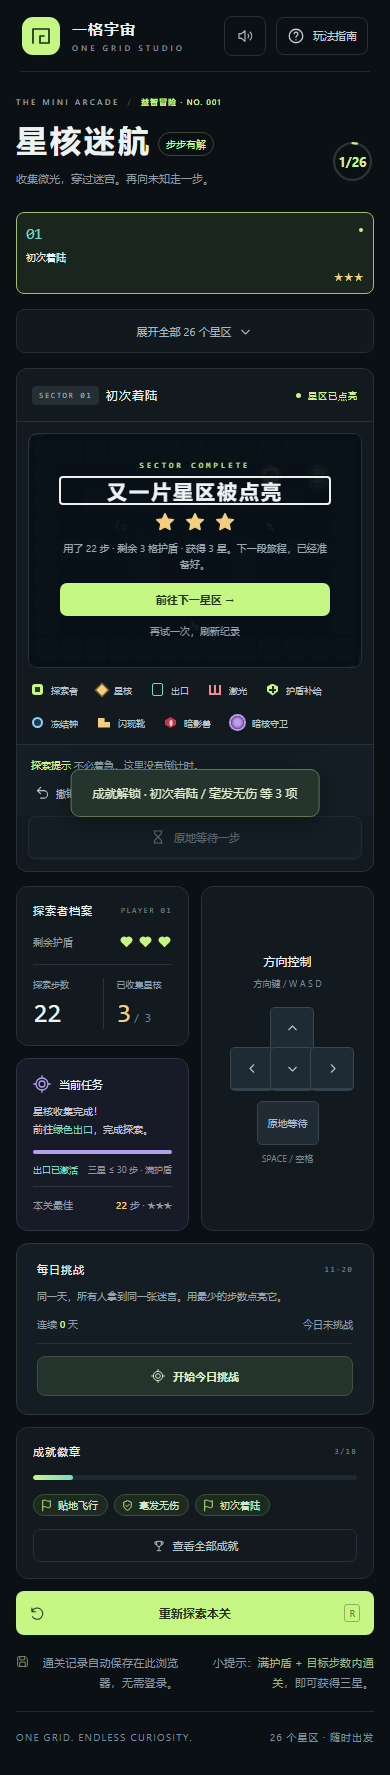 一格宇宙
ONE GRID STUDIO
玩法指南
THE MINI ARCADE / 益智冒险 · NO. 001
星核迷航
步步有解
收集微光，穿过迷宫。再向未知走一步。
1/26
01
初次着陆
★★★
展开全部 26 个星区
SECTOR 01
初次着陆
星区已点亮
SECTOR COMPLETE
又一片星区被点亮
用了 22 步 · 剩余 3 格护盾 · 获得 3 星。下一段旅程，已经准
备好。
前往下一星区 →
再试一次，刷新纪录
探索者
星核
出口
激光
护盾补给
冻结钟
闪现靴
暗影兽
暗核守卫
探索提示 不必着急，这里没有倒计时。
撤销
成就解锁 · 初次着陆 / 毫发无伤 等 3 项
原地等待一步
探索者档案
PLAYER 01
剩余护盾
探索步数
22
已收集星核
3 / 3
当前任务
星核收集完成！
前往绿色出口，完成探索。
出口已激活
三星 ≤ 30 步 · 满护盾
本关最佳
22 步 · ★★★
方向控制
方向键 / W A S D
原地等待
SPACE / 空格
每日挑战
11-20
同一天，所有人拿到同一张迷宫。用最少的步数点亮它。
连续 0 天
今日未挑战
开始今日挑战
成就徽章
3/18
贴地飞行
毫发无伤
初次着陆
查看全部成就
重新探索本关
R
通关记录自动保存在此浏览
器，无需登录。
小提示：满护盾 + 目标步数内通
关，即可获得三星。
ONE GRID. ENDLESS CURIOSITY.
26 个星区 · 随时出发